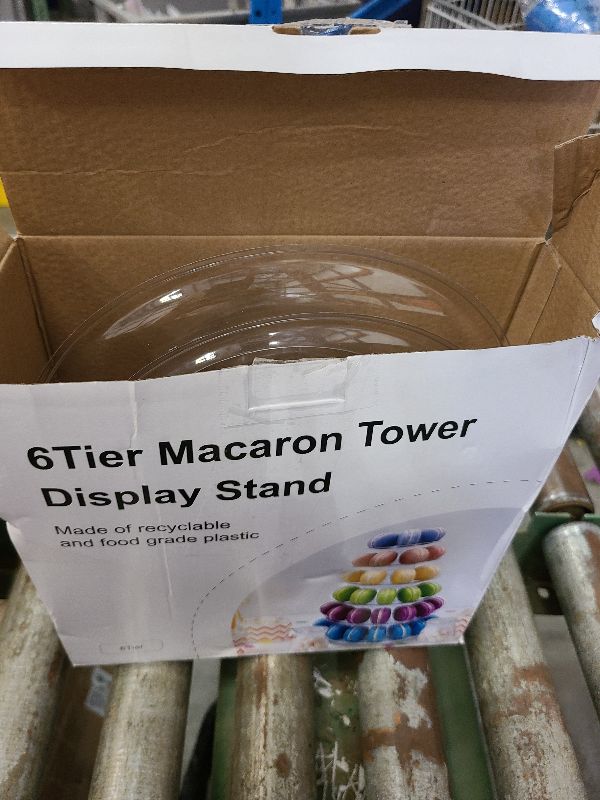 6Tier Macaron Tower
Display Stand
Made of recyclable
and food grade plastic
6Tier